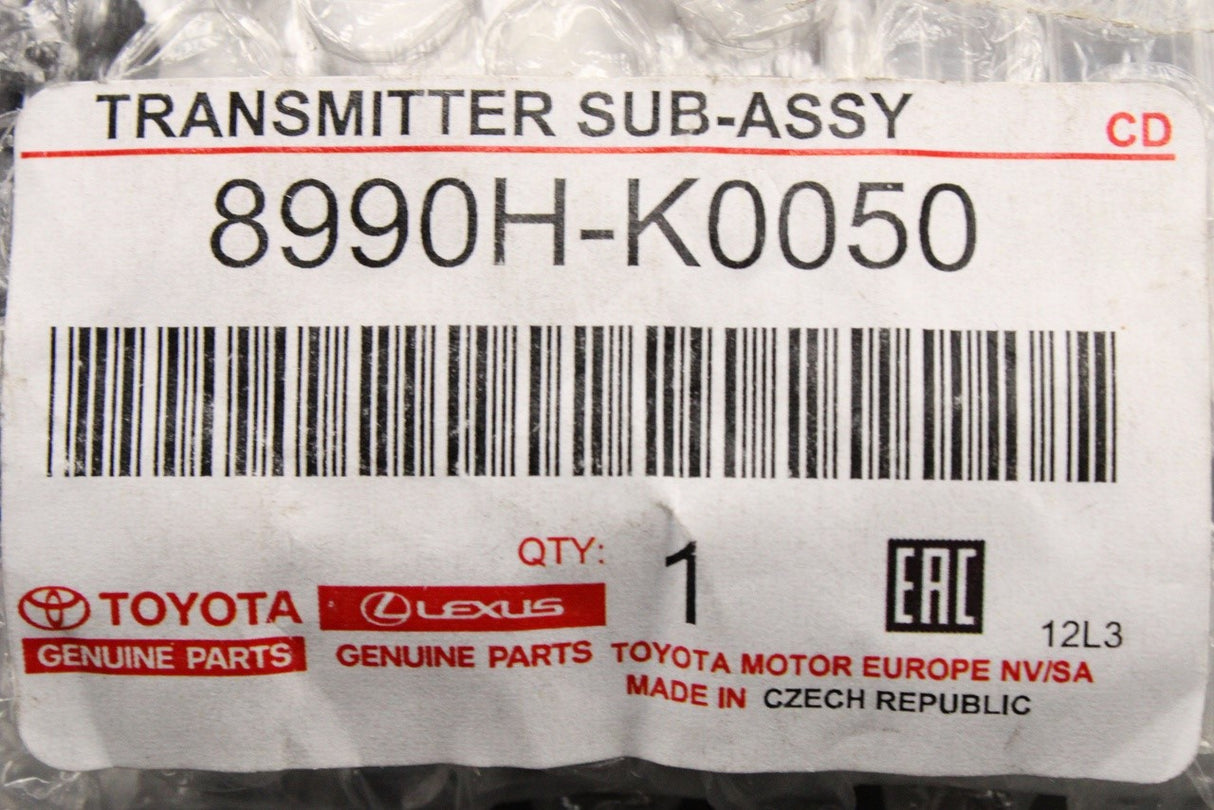 TRANSMITTER SUB-ASSY
CD
8990H-K0050
QTY: 1
EAC
12L3
TOYOTA
GENUINE PARTS
LEXUS
GENUINE PARTS
TOYOTA MOTOR EUROPE NV/SA
MADE IN CZECH REPUBLIC